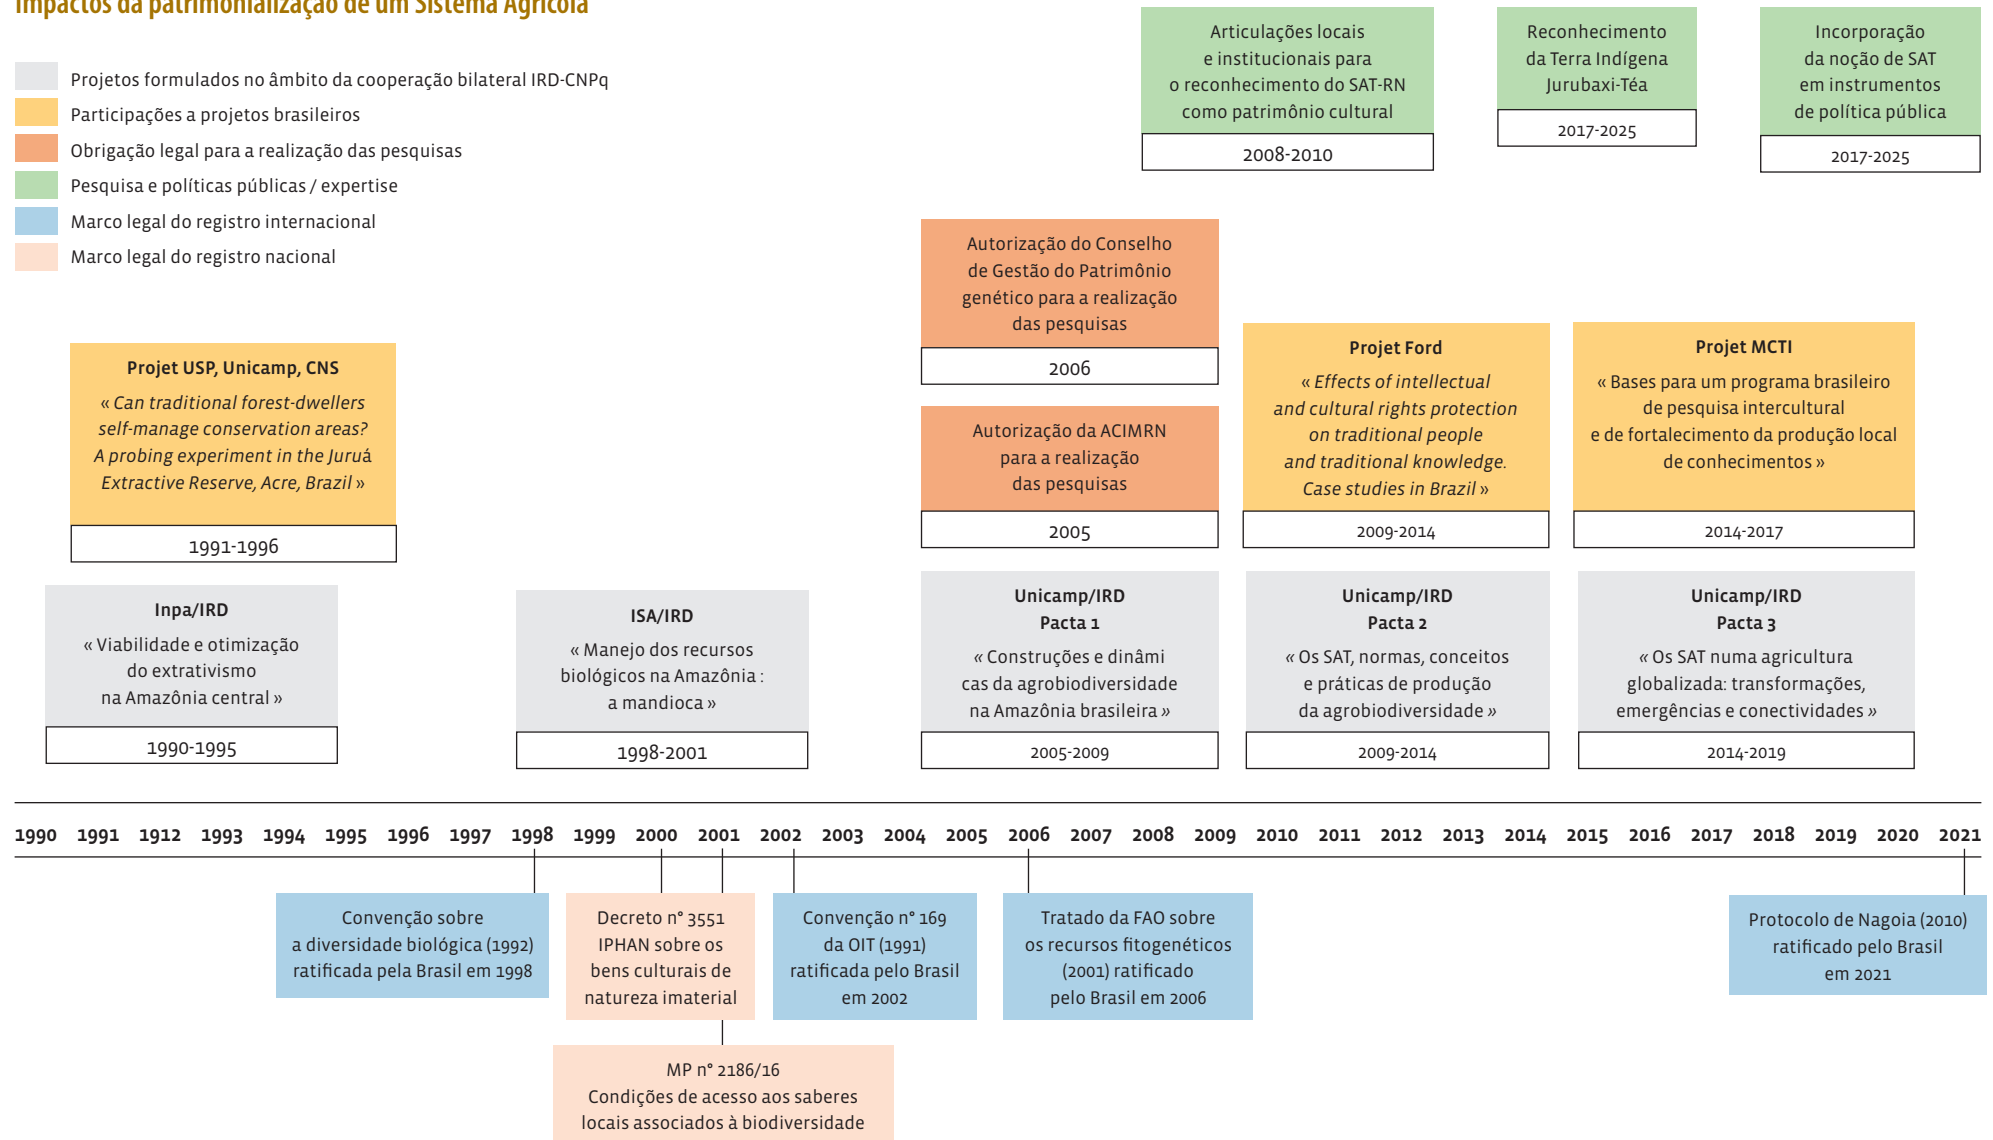 Impactos da patrimonialização de um Sistema Agrícola
Projetos formulados no âmbito da cooperação bilateral IRD-CNPq
Participações a projetos brasileiros
Obrigação legal para a realização das pesquisas
Pesquisa e políticas públicas / expertise
Marco legal do registro internacional
Marco legal do registro nacional
Articulações locais
e institucionais para
o reconhecimento do SAT-RN
como patrimônio cultural
2008-2010
Reconhecimento
da Terra Indígena
Jurubaxi-Téa
2017-2025
Incorporação
da noção de SAT
em instrumentos
de política pública
2017-2025
Autorização do Conselho
de Gestão do Patrimônio
genético para a realização
das pesquisas
2006
Autorização da ACIMRN
para a realização
das pesquisas
2005
Projet USP, Unicamp, CNS
« Can traditional forest-dwellers
self-manage conservation areas?
A probing experiment in the Juruá
Extractive Reserve, Acre, Brazil »
1991-1996
Projet Ford
« Effects of intellectual
and cultural rights protection
on traditional people
and traditional knowledge.
Case studies in Brazil »
2009-2014
Projet MCTI
« Bases para um programa brasileiro
de pesquisa intercultural
e de fortalecimento da produção local
de conhecimentos »
2014-2017
Inpa/IRD
« Viabilidade e otimização
do extrativismo
na Amazônia central »
1990-1995
ISA/IRD
« Manejo dos recursos
biológicos na Amazônia :
a mandioca »
1998-2001
Unicamp/IRD
Pacta 1
« Construções e dinâmi
cas da agrobiodiversidade
na Amazônia brasileira »
2005-2009
Unicamp/IRD
Pacta 2
« Os SAT, normas, conceitos
e práticas de produção
da agrobiodiversidade »
2009-2014
Unicamp/IRD
Pacta 3
« Os SAT numa agricultura
globalizada: transformações,
emergências e conectividades »
2014-2019
1990 1991 1912 1993 1994 1995 1996 1997 1998 1999 2000 2001 2002 2003 2004 2005 2006 2007 2008 2009 2010 2011 2012 2013 2014 2015 2016 2017 2018 2019 2020 2021
Convenção sobre
a diversidade biológica (1992)
ratificada pela Brasil em 1998
Decreto n° 3551
IPHAN sobre os
bens culturais de
natureza imaterial
Convenção n° 169
da OIT (1991)
ratificada pelo Brasil
em 2002
Tratado da FAO sobre
os recursos fitogenéticos
(2001) ratificado
pelo Brasil em 2006
Protocolo de Nagoia (2010)
ratificado pelo Brasil
em 2021
MP n° 2186/16
Condições de acesso aos saberes
locais associados à biodiversidade